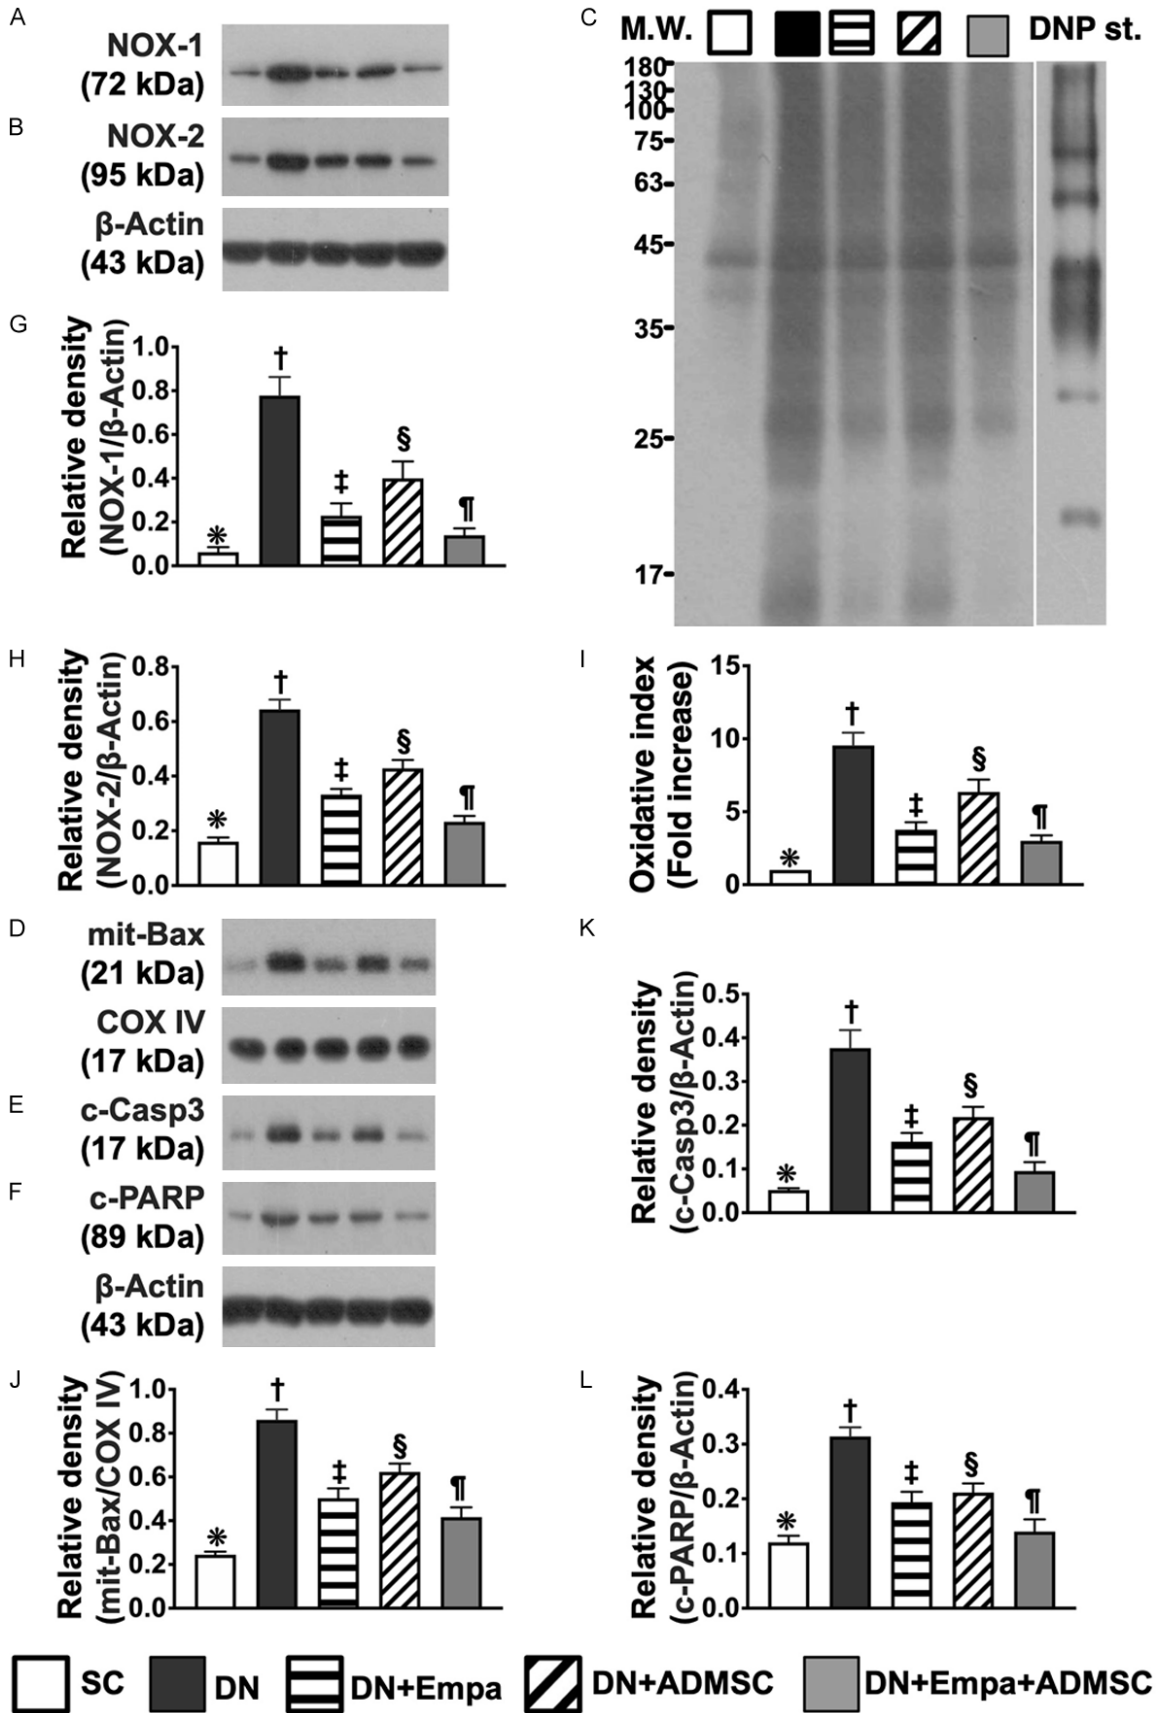 A
NOX-1
(72 kDa)
B
NOX-2
(95 kDa)
β-Actin
(43 kDa)
C
M.W.
DNP st.
180
130
100
75
63
45
35
25
17
G
Relative density
(NOX-1/β-Actin)
1.0
0.8
0.6
0.4
0.2
0.0
*
†
‡
§
¶
H
Relative density
(NOX-2/β-Actin)
0.8
0.6
0.4
0.2
0.0
*
†
‡
§
¶
I
Oxidative index
(Fold increase)
15
10
5
0
*
†
‡
§
¶
D
mit-Bax
(21 kDa)
COX IV
(17 kDa)
E
c-Casp3
(17 kDa)
F
c-PARP
(89 kDa)
β-Actin
(43 kDa)
K
Relative density
(c-Casp3/β-Actin)
0.5
0.4
0.3
0.2
0.1
0.0
*
†
‡
§
¶
J
Relative density
(mit-Bax/COX IV)
1.0
0.8
0.6
0.4
0.2
0.0
*
†
‡
§
¶
L
Relative density
(c-PARP/β-Actin)
0.4
0.3
0.2
0.1
0.0
*
†
‡
§
¶
SC
DN
DN+Empa
DN+ADMSC
DN+Empa+ADMSC